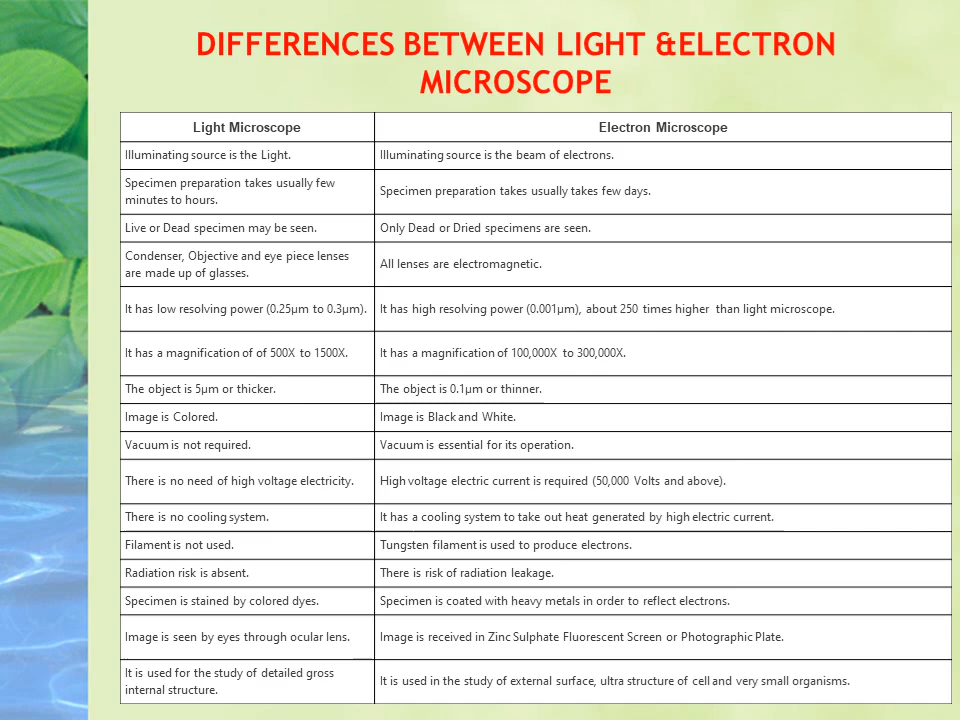 DIFFERENCES BETWEEN LIGHT &ELECTRON
MICROSCOPE
Light Microscope
Electron Microscope
Illuminating source is the Light.
Illuminating source is the beam of electrons.
Specimen preparation takes usually few
minutes to hours.
Specimen preparation takes usually takes few days.
Live or Dead specimen may be seen.
Only Dead or Dried specimens are seen.
Condenser, Objective and eye piece lenses
are made up of glasses.
All lenses are electromagnetic.
It has low resolving power (0.25µm to 0.3µm).
It has high resolving power (0.001µm), about 250 times higher than light microscope.
It has a magnification of of 500X to 1500X.
It has a magnification of 100,000X to 300,000X.
The object is 5µm or thicker.
The object is 0.1µm or thinner.
Image is Colored.
Image is Black and White.
Vacuum is not required.
Vacuum is essential for its operation.
There is no need of high voltage electricity.
High voltage electric current is required (50,000 Volts and above).
There is no cooling system.
It has a cooling system to take out heat generated by high electric current.
Filament is not used.
Tungsten filament is used to produce electrons.
Radiation risk is absent.
There is risk of radiation leakage.
Specimen is stained by colored dyes.
Specimen is coated with heavy metals in order to reflect electrons.
Image is seen by eyes through ocular lens.
Image is received in Zinc Sulphate Fluorescent Screen or Photographic Plate.
It is used for the study of detailed gross
internal structure.
It is used in the study of external surface, ultra structure of cell and very small organisms.